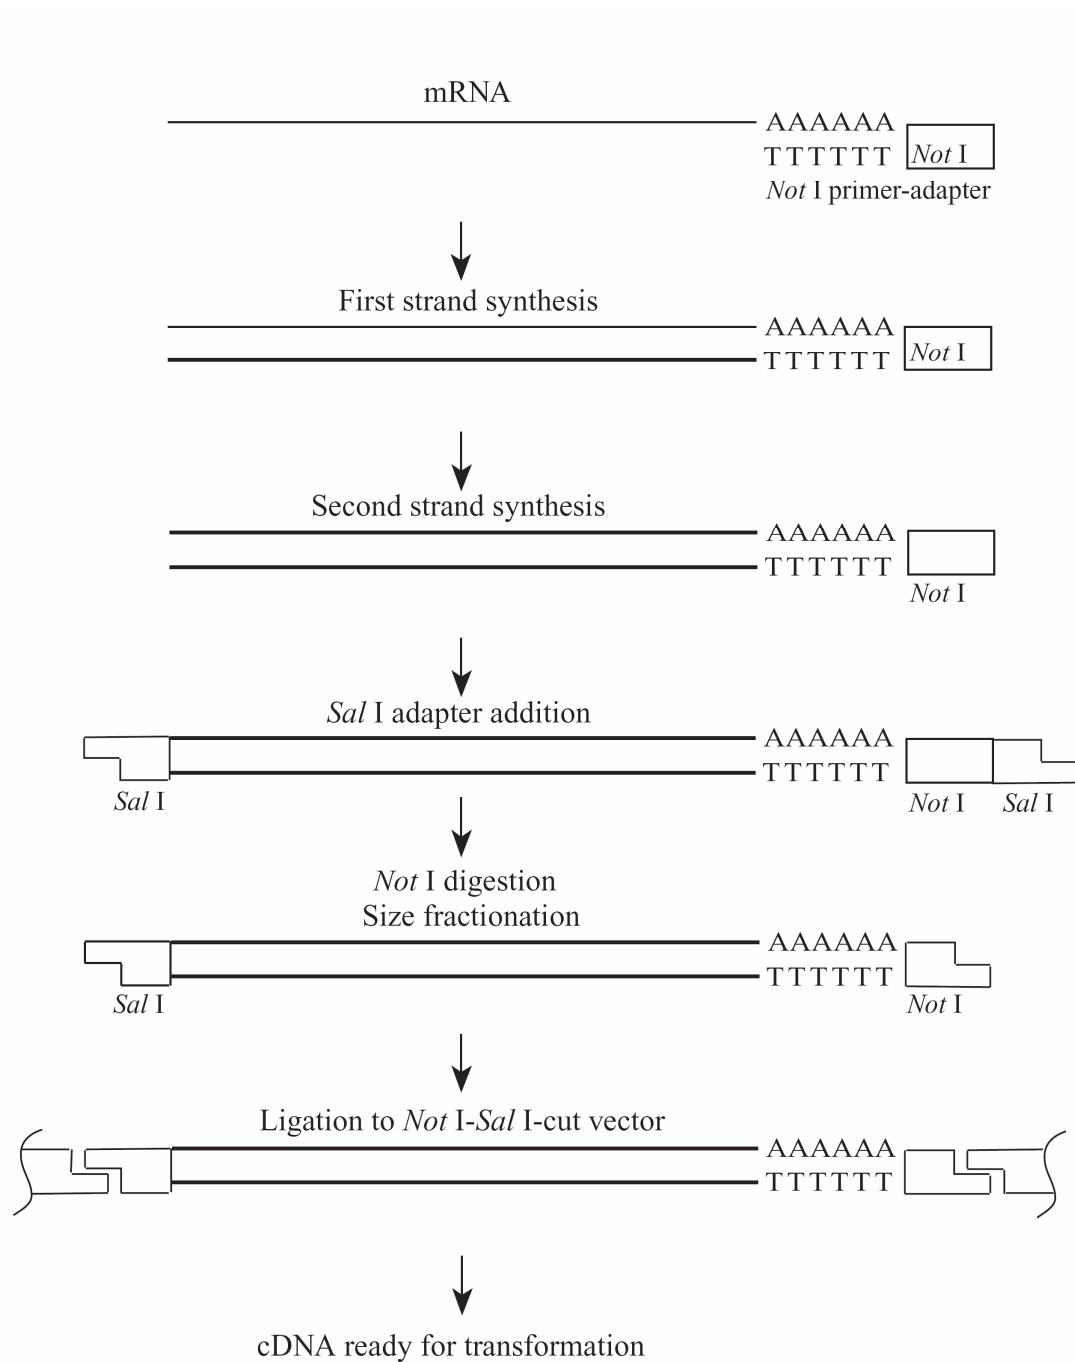 mRNA
AAAAAA
TTTTTT Not I
Not I primer-adapter
First strand synthesis
AAAAAA
TTTTTT Not I
Second strand synthesis
AAAAAA
TTTTTT
Not I
Sal I adapter addition
AAAAAA
TTTTTT
Sal I Not I Sal I
Not I digestion
Size fractionation
AAAAAA
TTTTTT
Sal I Not I
Ligation to Not I-Sal I-cut vector
AAAAAA
TTTTTT
cDNA ready for transformation